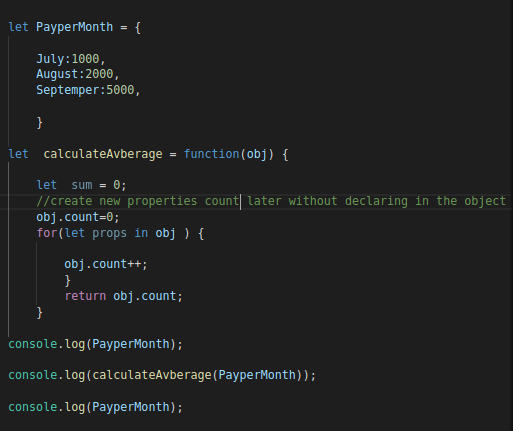 let PayperMonth = {
July:1000,
August:2000,
Septemper:5000,
}
let calculateAvberage = function(obj) {
let sum = 0;
//create new properties count later without declaring in the object
obj.count=0;
for(let props in obj ) {
obj.count++;
}
return obj.count;
}
console.log(PayperMonth);
console.log(calculateAvberage(PayperMonth));
console.log(PayperMonth);